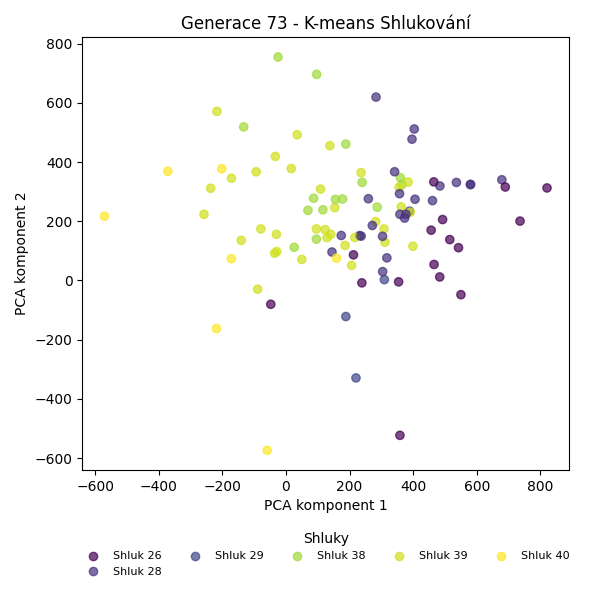 Generace 73 - K-means Shlukování
PCA komponent 2
800
600
400
200
0
−200
−400
−600
−600 −400 −200 0 200 400 600 800
PCA komponent 1
Shluky
Shluk 26 Shluk 29 Shluk 38 Shluk 39 Shluk 40
Shluk 28